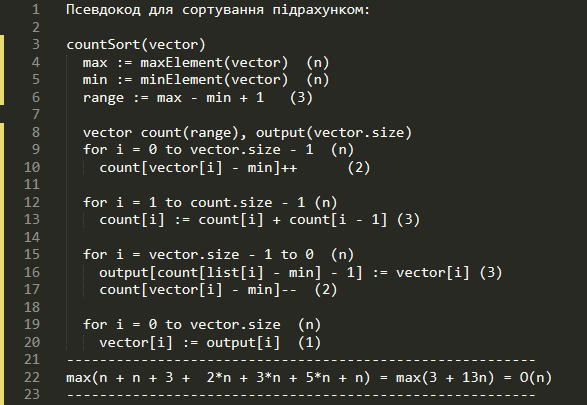 1 Псевдокод для сортування підрахунком:
2
3 countSort(vector)
4 max := maxElement(vector) (n)
5 min := minElement(vector) (n)
6 range := max - min + 1 (3)
7
8 vector count(range), output(vector.size)
9 for i = 0 to vector.size - 1 (n)
10 count[vector[i] - min]++ (2)
11
12 for i = 1 to count.size - 1 (n)
13 count[i] := count[i] + count[i - 1] (3)
14
15 for i = vector.size - 1 to 0 (n)
16 output[count[list[i] - min] - 1] := vector[i] (3)
17 count[vector[i] - min]-- (2)
18
19 for i = 0 to vector.size (n)
20 vector[i] := output[i] (1)
21 --------------------------------------------------------
22 max(n + n + 3 + 2*n + 3*n + 5*n + n) = max(3 + 13n) = O(n)
23 --------------------------------------------------------